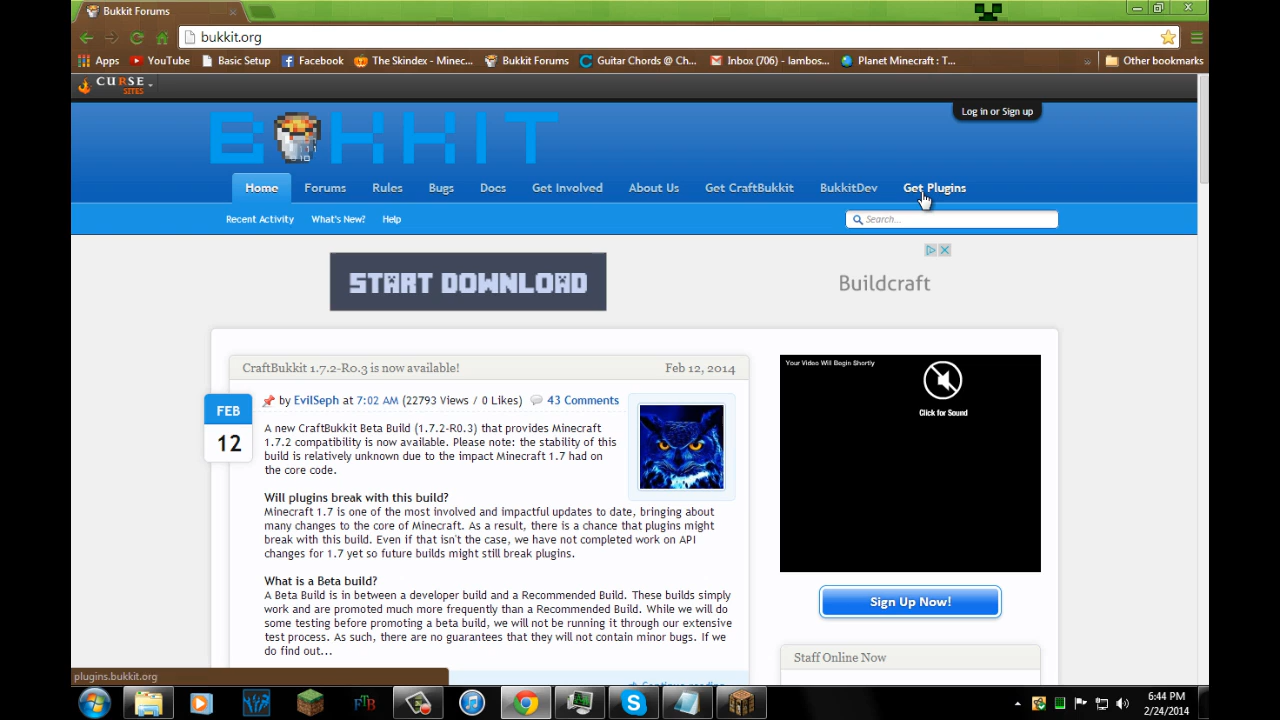 Bukkit Forums
bukkit.org
Apps YouTube Basic Setup Facebook The Skindex - Minec... Bukkit Forums Guitar Chords @ Ch... Inbox (706) - lambos... Planet Minecraft : T... » Other bookmarks
CURSE
SITES
Log in or Sign up
BUKKIT
Home Forums Rules Bugs Docs Get Involved About Us Get CraftBukkit BukkitDev Get Plugins
Recent Activity What's New? Help Search...
START DOWNLOAD
Buildcraft
CraftBukkit 1.7.2-R0.3 is now available! Feb 12, 2014
FEB
12
by EvilSeph at 7:02 AM (22793 Views / 0 Likes) 43 Comments
A new CraftBukkit Beta Build (1.7.2-R0.3) that provides Minecraft
1.7.2 compatibility is now available. Please note: the stability of this
build is relatively unknown due to the impact Minecraft 1.7 had on
the core code.
Will plugins break with this build?
Minecraft 1.7 is one of the most involved and impactful updates to date, bringing about
many changes to the core of Minecraft. As a result, there is a chance that plugins might
break with this build. Even if that isn't the case, we have not completed work on API
changes for 1.7 yet so future builds might still break plugins.
What is a Beta build?
A Beta Build is in between a developer build and a Recommended Build. These builds simply
work and are promoted much more frequently than a Recommended Build. While we will do
some testing before promoting a beta build, we will not be running it through our extensive
test process. As such, there are no guarantees that they will not contain minor bugs. If we
do find out...
Continue reading
Your Video Will Begin Shortly
Click for Sound
Sign Up Now!
Staff Online Now
plugins.bukkit.org
FTB
6:44 PM
2/24/2014